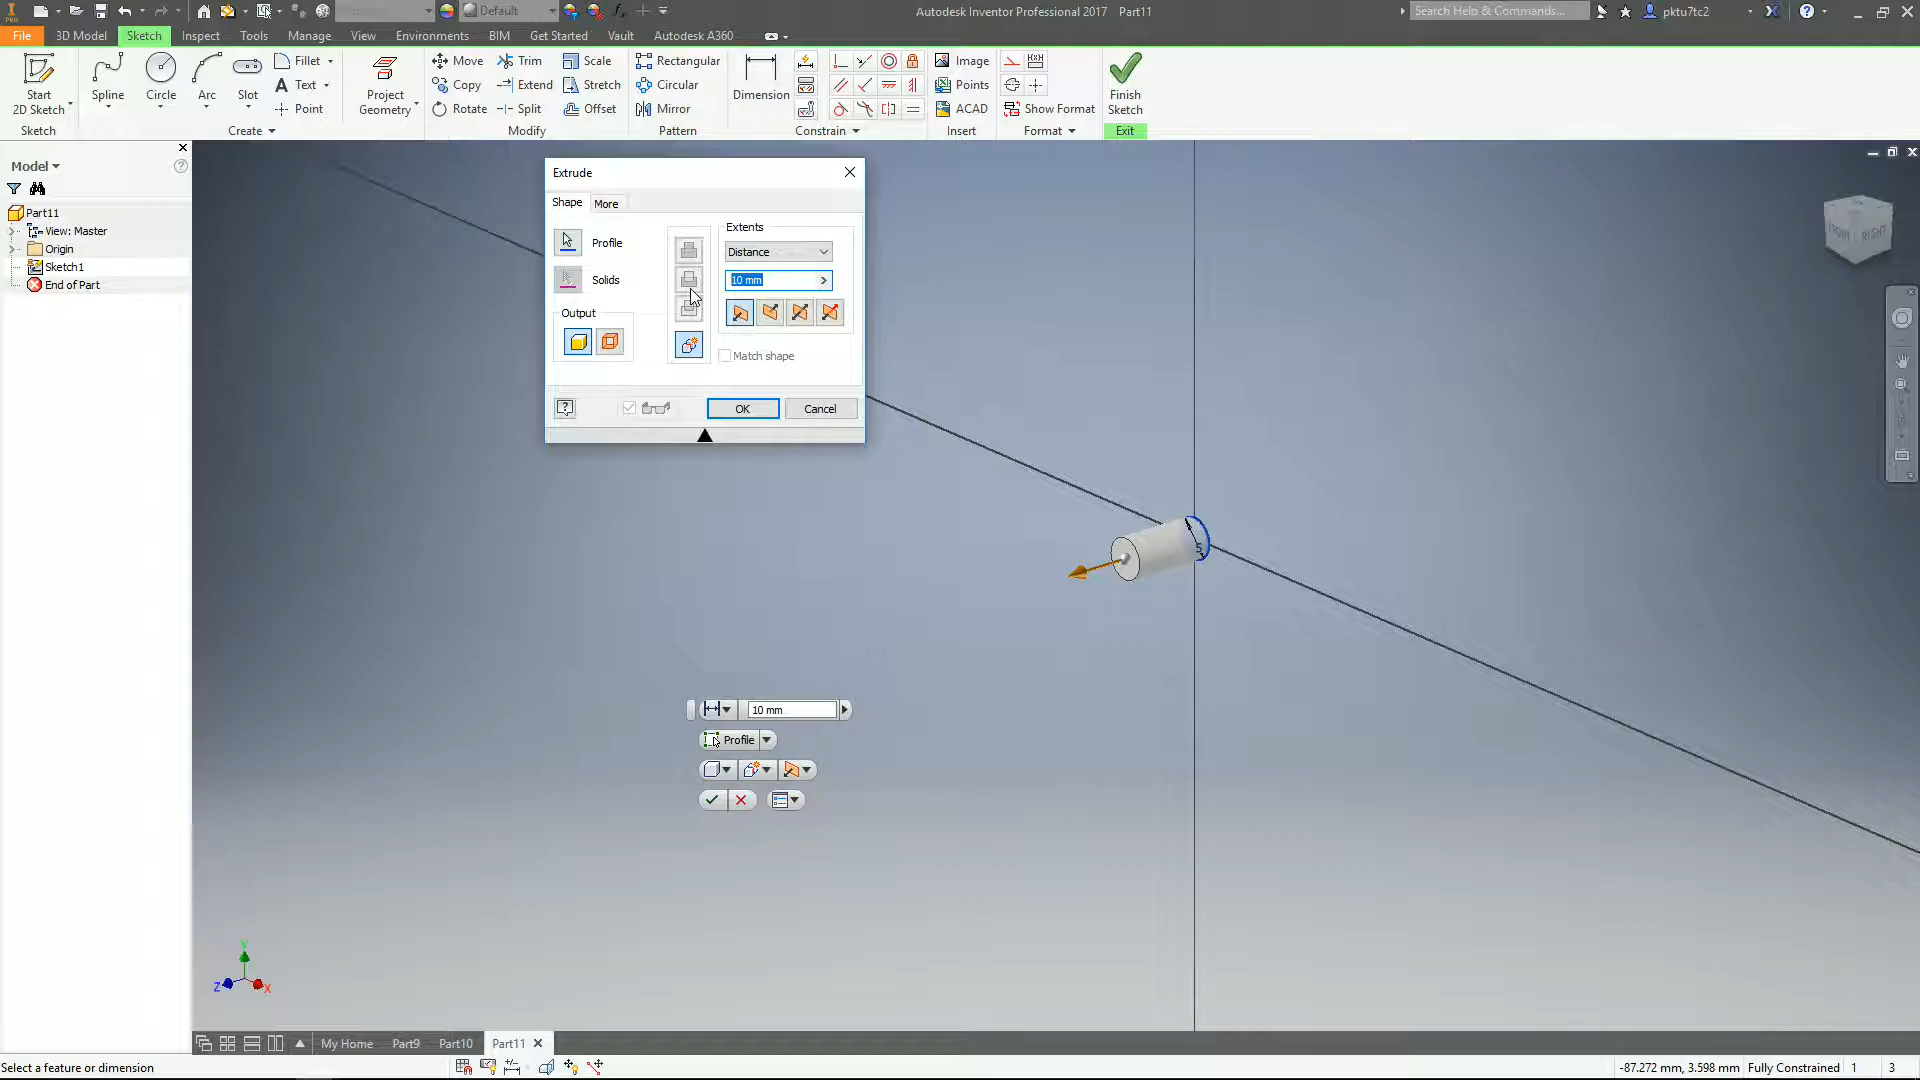 Default
Autodesk Inventor Professional 2017 Part11
Search Help & Commands...
pktu7tc2
PRO
File 3D Model Sketch Inspect Tools Manage View Environments BIM Get Started Vault Autodesk A360
Start
2D Sketch
Spline
Circle
Arc
Slot
Fillet
Text
Point
Project
Geometry
Move
Copy
Rotate
Trim
Extend
Split
Scale
Stretch
Offset
Rectangular
Circular
Mirror
Dimension
Image
Points
ACAD
Show Format
Finish
Sketch
Sketch Create Modify Pattern Constrain Insert Format Exit
Model
Part11
View: Master
Origin
Sketch1
End of Part
Extrude
Shape More
Profile
Solids
Output
Extents
Distance
10 mm
Match shape
OK Cancel
RIGHT
5
10 mm
Profile
Y
Z X
My Home Part9 Part10 Part11
Select a feature or dimension
-87.272 mm, 3.598 mm Fully Constrained 1 3